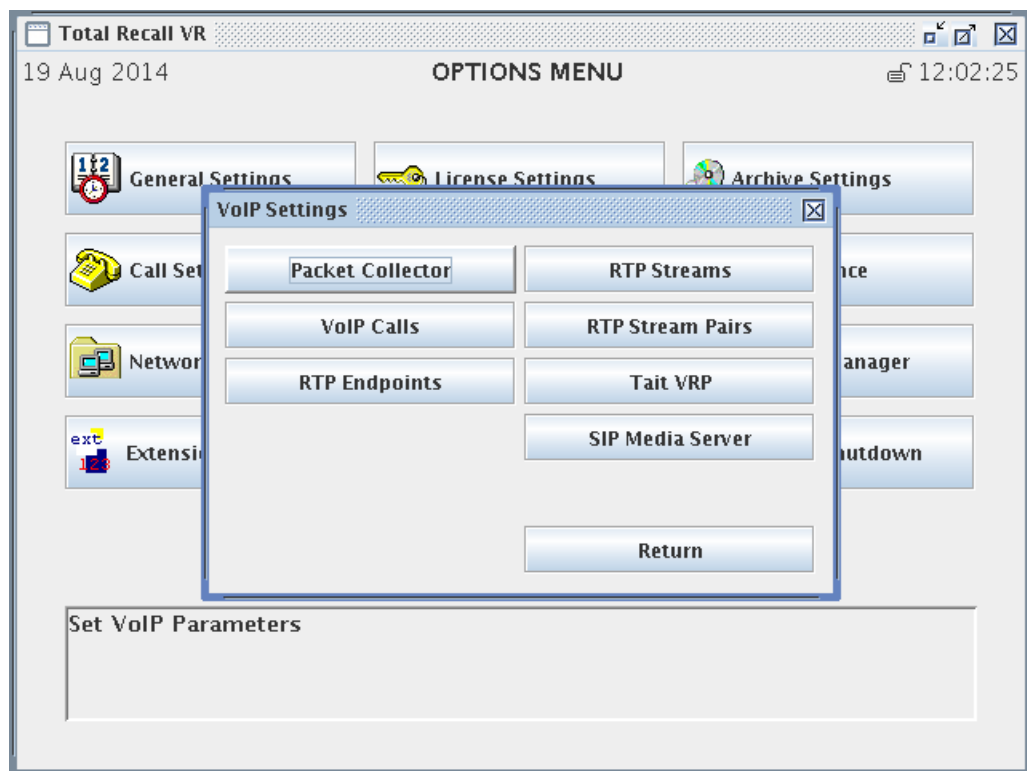 Total Recall VR
19 Aug 2014 OPTIONS MENU 12:02:25
General Settings License Settings Archive Settings
VoIP Settings
Call Set nce
Packet Collector RTP Streams
VoIP Calls RTP Stream Pairs
Networ anager
RTP Endpoints Tait VRP
ext
123
Extensi utdown
SIP Media Server
Return
Set VoIP Parameters